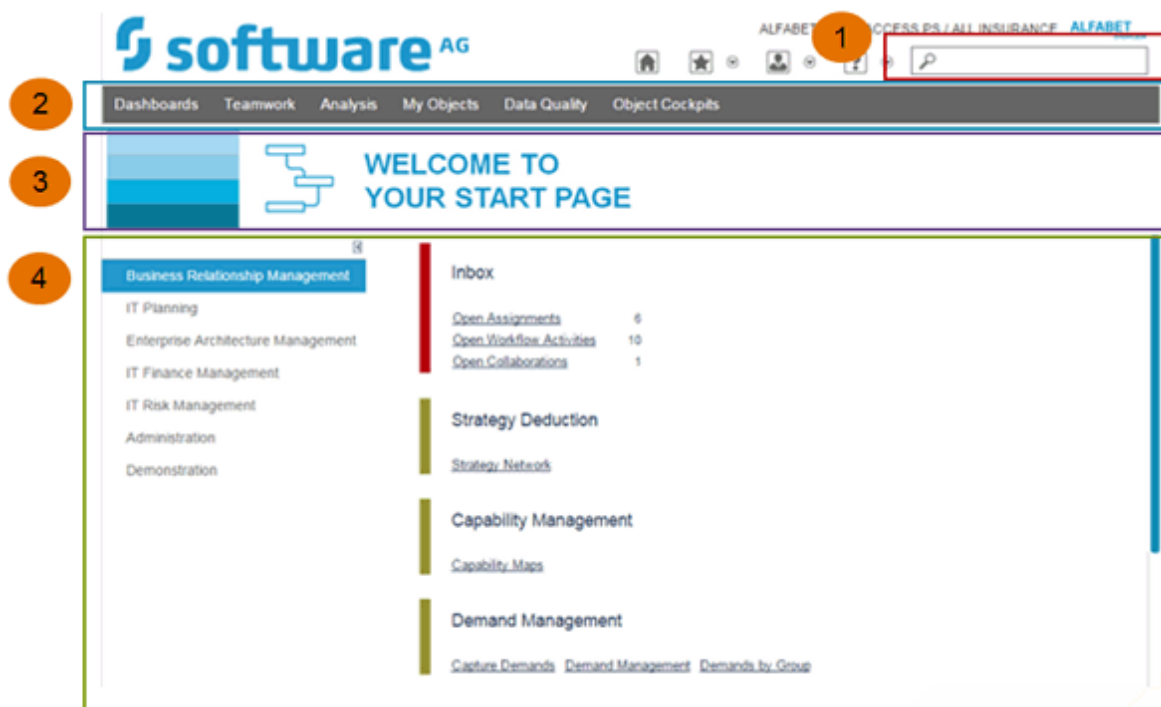 software AG
ALFABET
ACCESS PS / ALL INSURANCE
ALFABET
1
2
Dashboards Teamwork Analysis My Objects Data Quality Object Cockpits
3
WELCOME TO
YOUR START PAGE
4
Business Relationship Management
IT Planning
Enterprise Architecture Management
IT Finance Management
IT Risk Management
Administration
Demonstration
Inbox
Open Assignments 6
Open Workflow Activities 10
Open Collaborations 1
Strategy Deduction
Strategy Network
Capability Management
Capability Maps
Demand Management
Capture Demands Demand Management Demands by Group